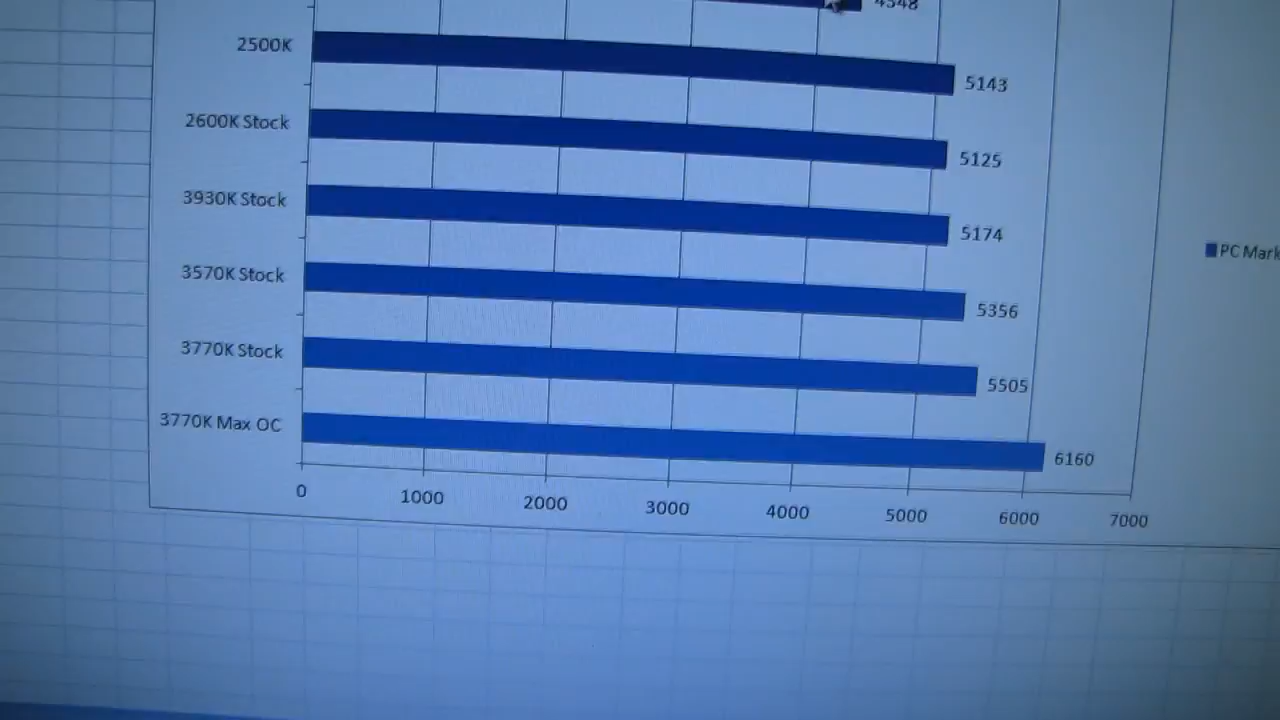 4348
2500K
5143
2600K Stock
5125
3930K Stock
5174
3570K Stock
5356
3770K Stock
5505
3770K Max OC
6160
0 1000 2000 3000 4000 5000 6000 7000
PC Mark